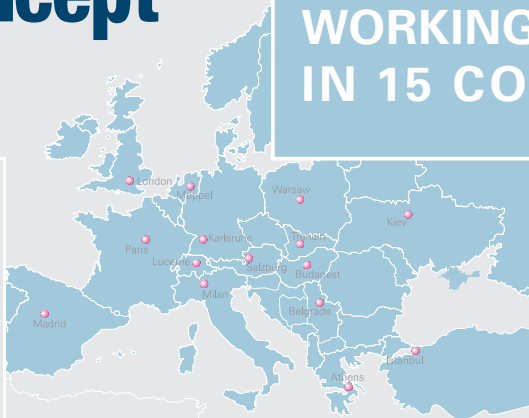 ncept
WORKING
IN 15 CO
London
Meppel
Warsaw
Kiev
Karlsruhe
Trencin
Paris
Lucerne
Salzburg
Budapest
Milan
Belgrade
Madrid
Istanbul
Athens